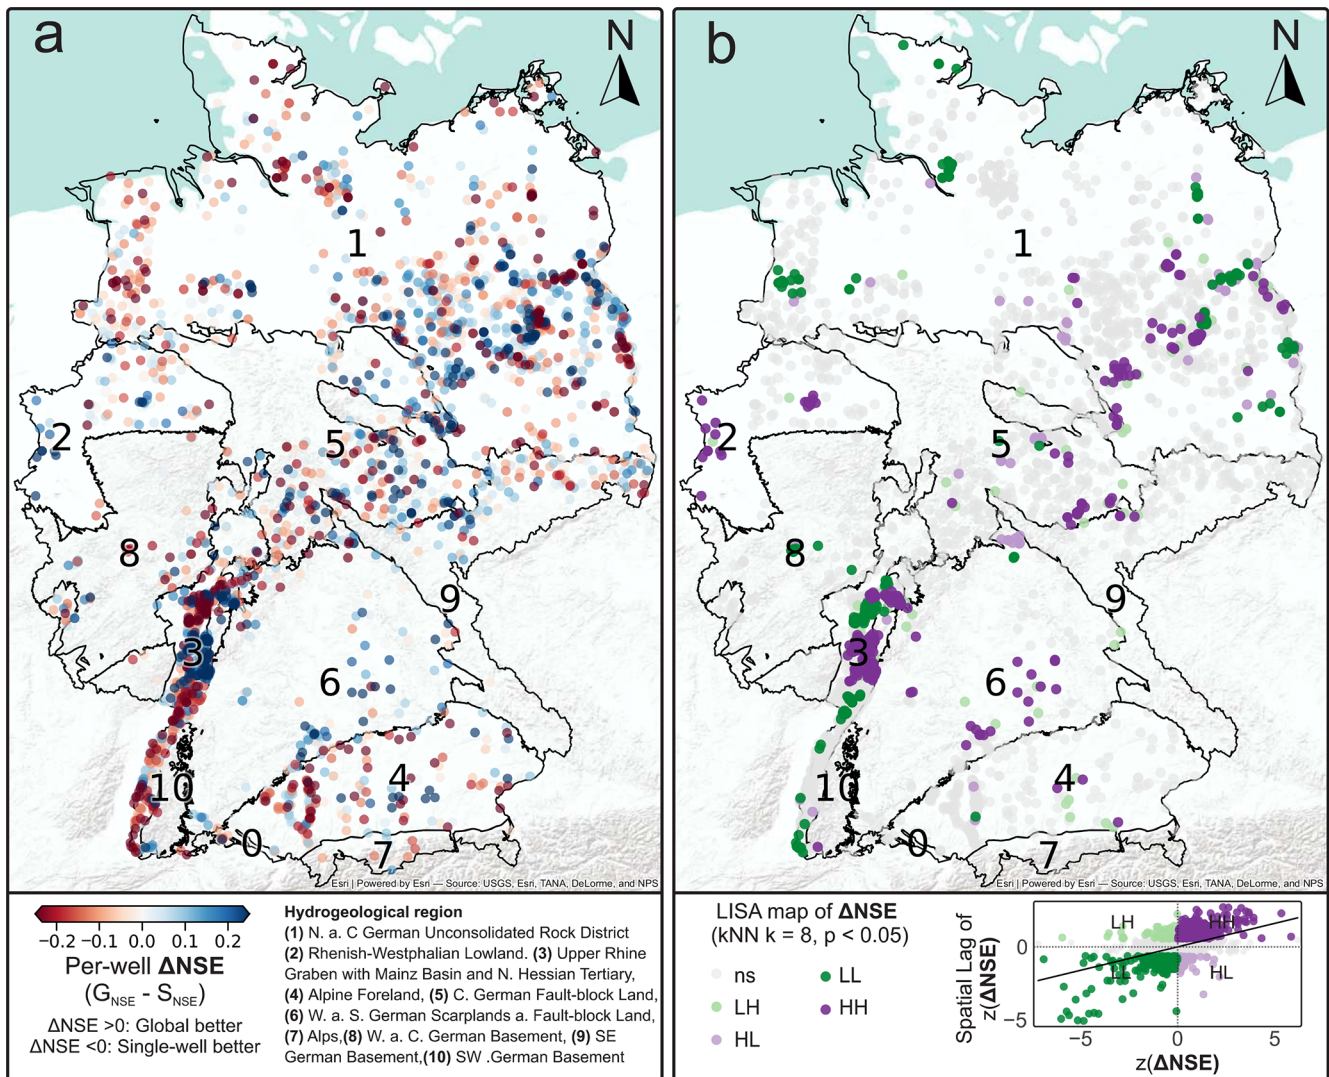 a
N
1
2
5
8
9
3
6
10
4
0
7
Esri | Powered by Esri — Source: USGS, Esri, TANA, DeLorme, and NPS
b
N
1
2
5
8
9
3
6
10
4
0
7
Esri | Powered by Esri — Source: USGS, Esri, TANA, DeLorme, and NPS
−0.2 −0.1 0.0 0.1 0.2
Per-well ΔNSE
(G_NSE - S_NSE)
ΔNSE >0: Global better
ΔNSE <0: Single-well better
Hydrogeological region
(1) N. a. C German Unconsolidated Rock District
(2) Rhenish-Westphalian Lowland. (3) Upper Rhine
Graben with Mainz Basin and N. Hessian Tertiary,
(4) Alpine Foreland, (5) C. German Fault-block Land,
(6) W. a. S. German Scarplands a. Fault-block Land,
(7) Alps,(8) W. a. C. German Basement, (9) SE
German Basement,(10) SW .German Basement
LISA map of ΔNSE
(kNN k = 8, p < 0.05)
ns
LH
HL
LL
HH
Spatial Lag of
z(ΔNSE)
0
−5
LH
HH
LL
HL
−5 0 5
z(ΔNSE)